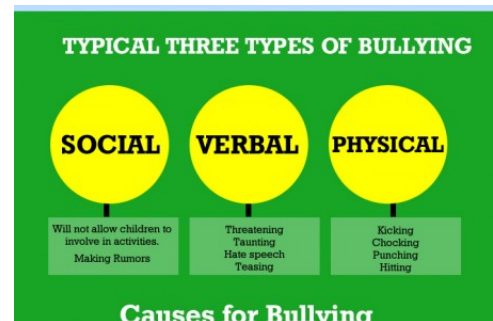 TYPICAL THREE TYPES OF BULLYING
SOCIAL
Will not allow children to
involve in activities.
Making Rumors
VERBAL
Threatening
Taunting
Hate speech
Teasing
PHYSICAL
Kicking
Chocking
Punching
Hitting
Causes for Bullying